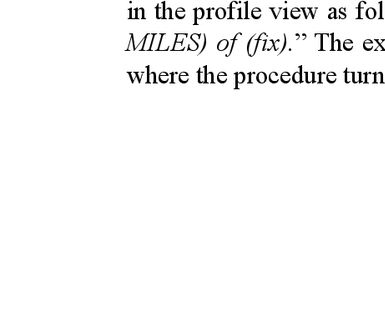 in the profile view as fol
MILES) of (fix).” The ex
where the procedure turn